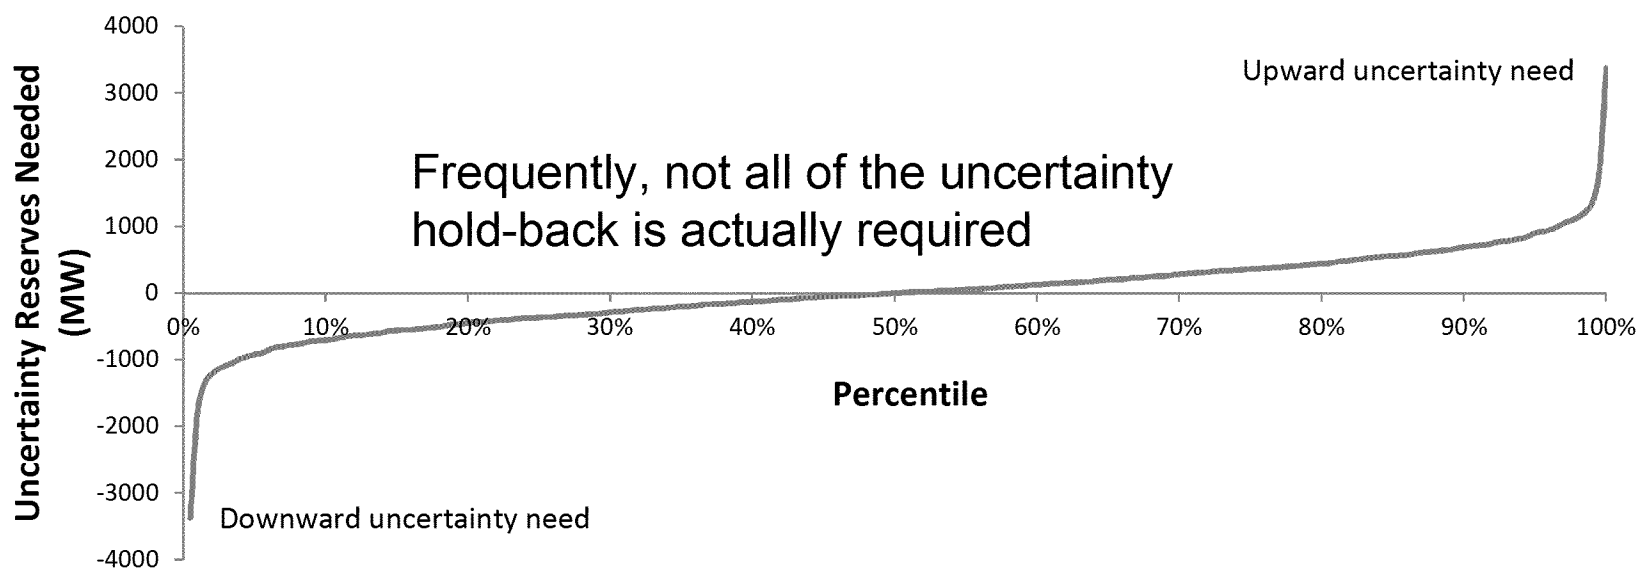 Uncertainty Reserves Needed
(MW)
4000
3000
2000
1000
0
-1000
-2000
-3000
-4000
Upward uncertainty need
Frequently, not all of the uncertainty
hold-back is actually required
0% 10% 20% 30% 40% 50% 60% 70% 80% 90% 100%
Percentile
Downward uncertainty need